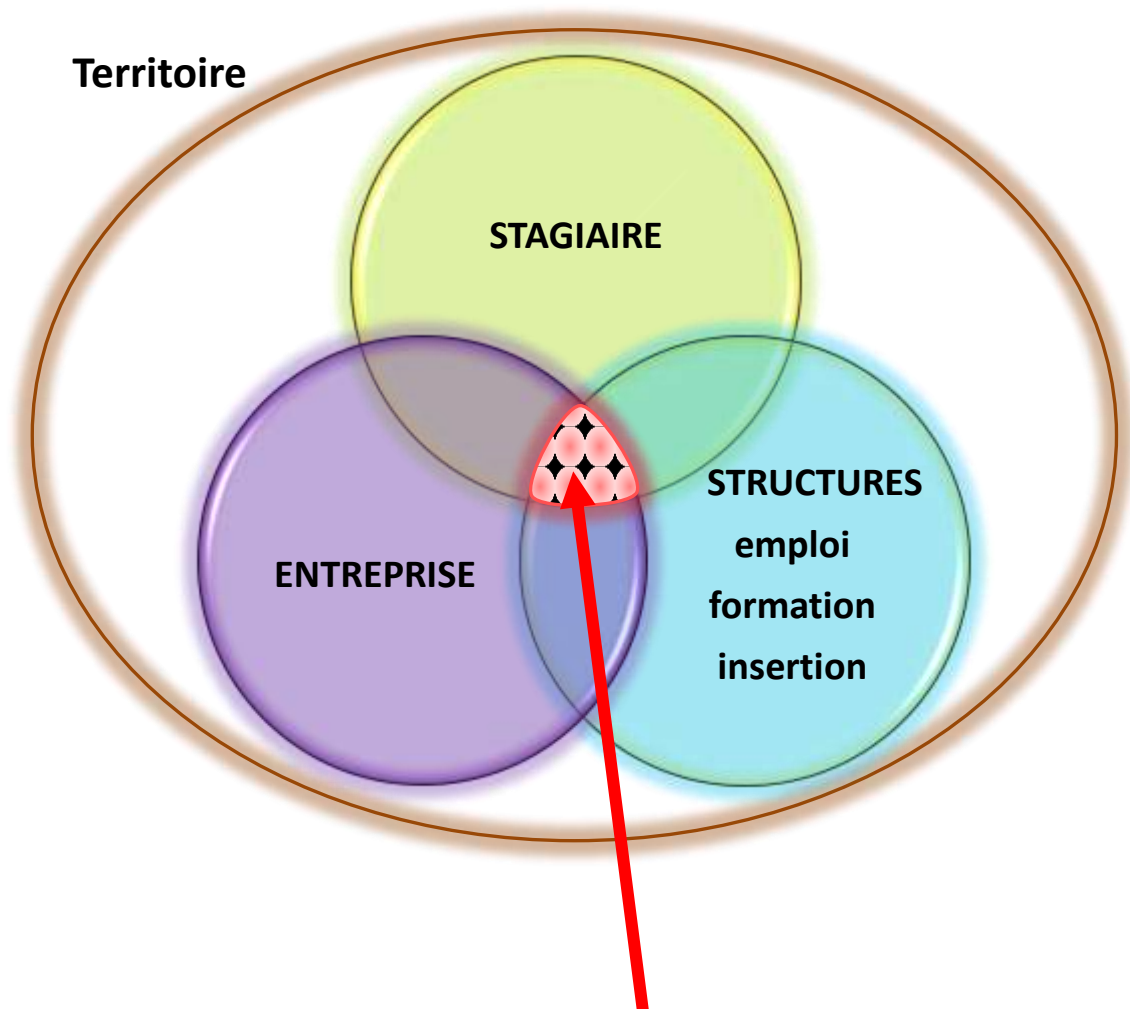 Territoire
STAGIAIRE
ENTREPRISE
STRUCTURES
emploi
formation
insertion